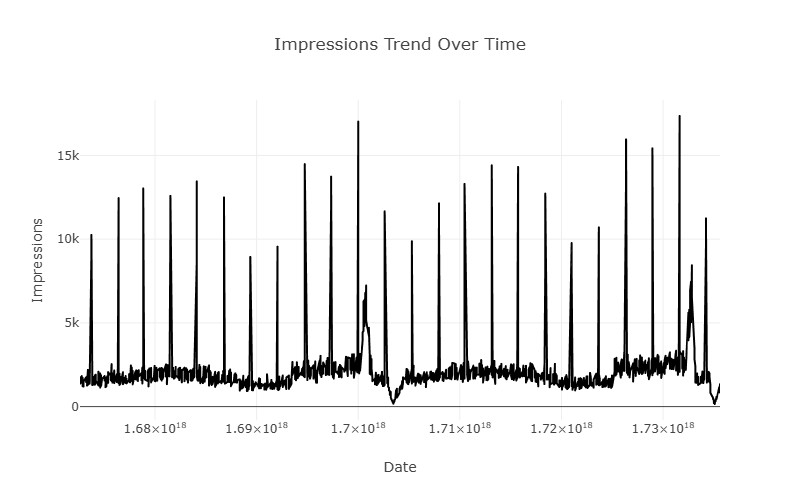 Impressions Trend Over Time
15k
10k
5k
0
Impressions
1.68×10¹⁸ 1.69×10¹⁸ 1.7×10¹⁸ 1.71×10¹⁸ 1.72×10¹⁸ 1.73×10¹⁸
Date